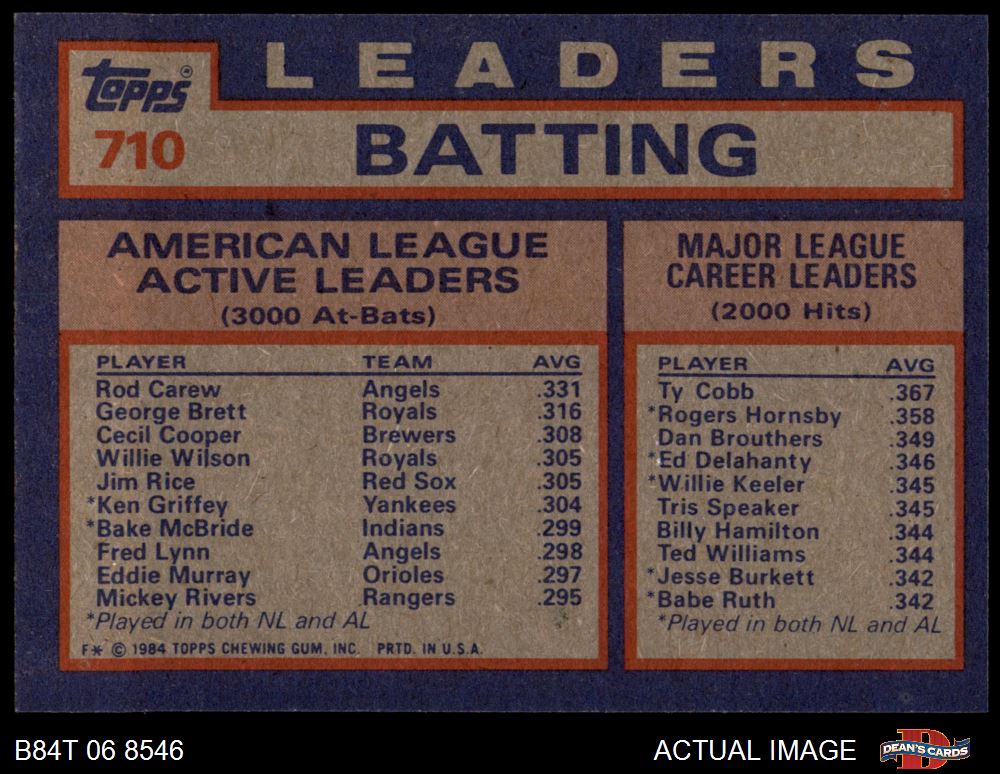 topps®
710
LEADERS
BATTING
AMERICAN LEAGUE
ACTIVE LEADERS
(3000 At-Bats)
PLAYER TEAM AVG
Rod Carew Angels .331
George Brett Royals .316
Cecil Cooper Brewers .308
Willie Wilson Royals .305
Jim Rice Red Sox .305
*Ken Griffey Yankees .304
*Bake McBride Indians .299
Fred Lynn Angels .298
Eddie Murray Orioles .297
Mickey Rivers Rangers .295
*Played in both NL and AL
F* © 1984 TOPPS CHEWING GUM, INC. PRTD. IN U.S.A.
MAJOR LEAGUE
CAREER LEADERS
(2000 Hits)
PLAYER AVG
Ty Cobb .367
*Rogers Hornsby .358
Dan Brouthers .349
*Ed Delahanty .346
*Willie Keeler .345
Tris Speaker .345
Billy Hamilton .344
Ted Williams .344
*Jesse Burkett .342
*Babe Ruth .342
*Played in both NL and AL
B84T 06 8546
ACTUAL IMAGE
DEAN'S CARDS